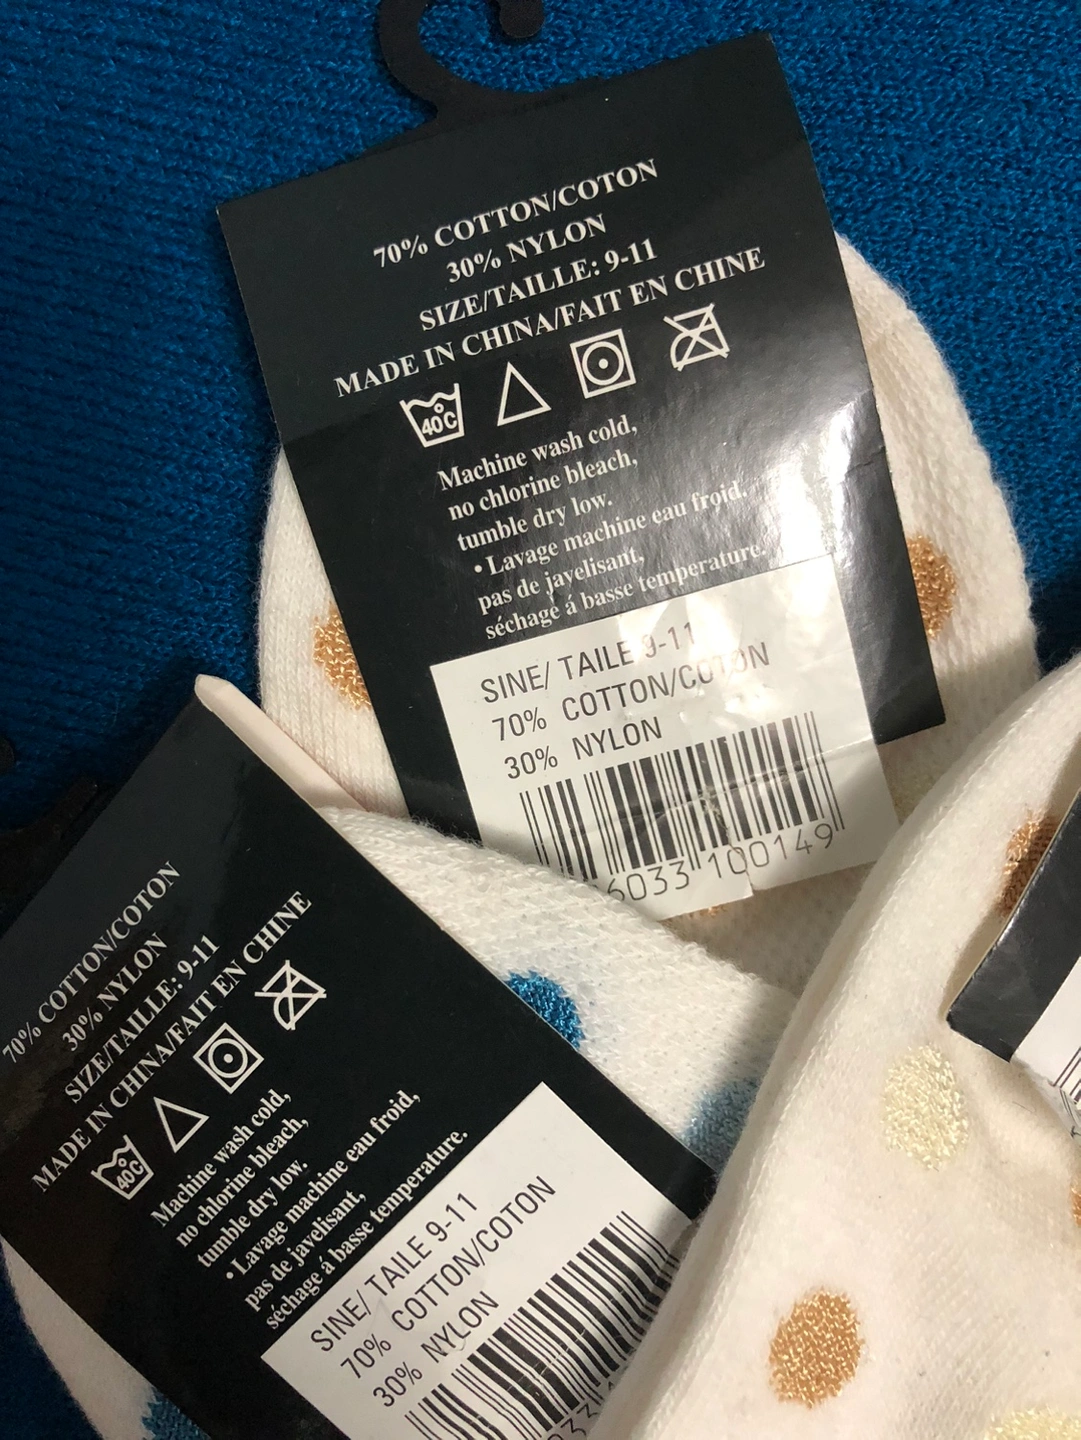 70% COTTON/COTON
30% NYLON
SIZE/TAILLE: 9-11
MADE IN CHINA/FAIT EN CHINE
40C
Machine wash cold,
no chlorine bleach,
tumble dry low.
• Lavage machine eau froid.
pas de javelisant,
séchage á basse temperature.
SINE/ TAILE 9-11
70% COTTON/COTON
30% NYLON
6033 100149
70% COTTON/COTON
30% NYLON
SIZE/TAILLE: 9-11
MADE IN CHINA/FAIT EN CHINE
40C
Machine wash cold,
no chlorine bleach,
tumble dry low.
• Lavage machine eau froid,
pas de javelisant,
séchage á basse temperature.
SINE/ TAILE 9-11
70% COTTON/COTON
30% NYLON